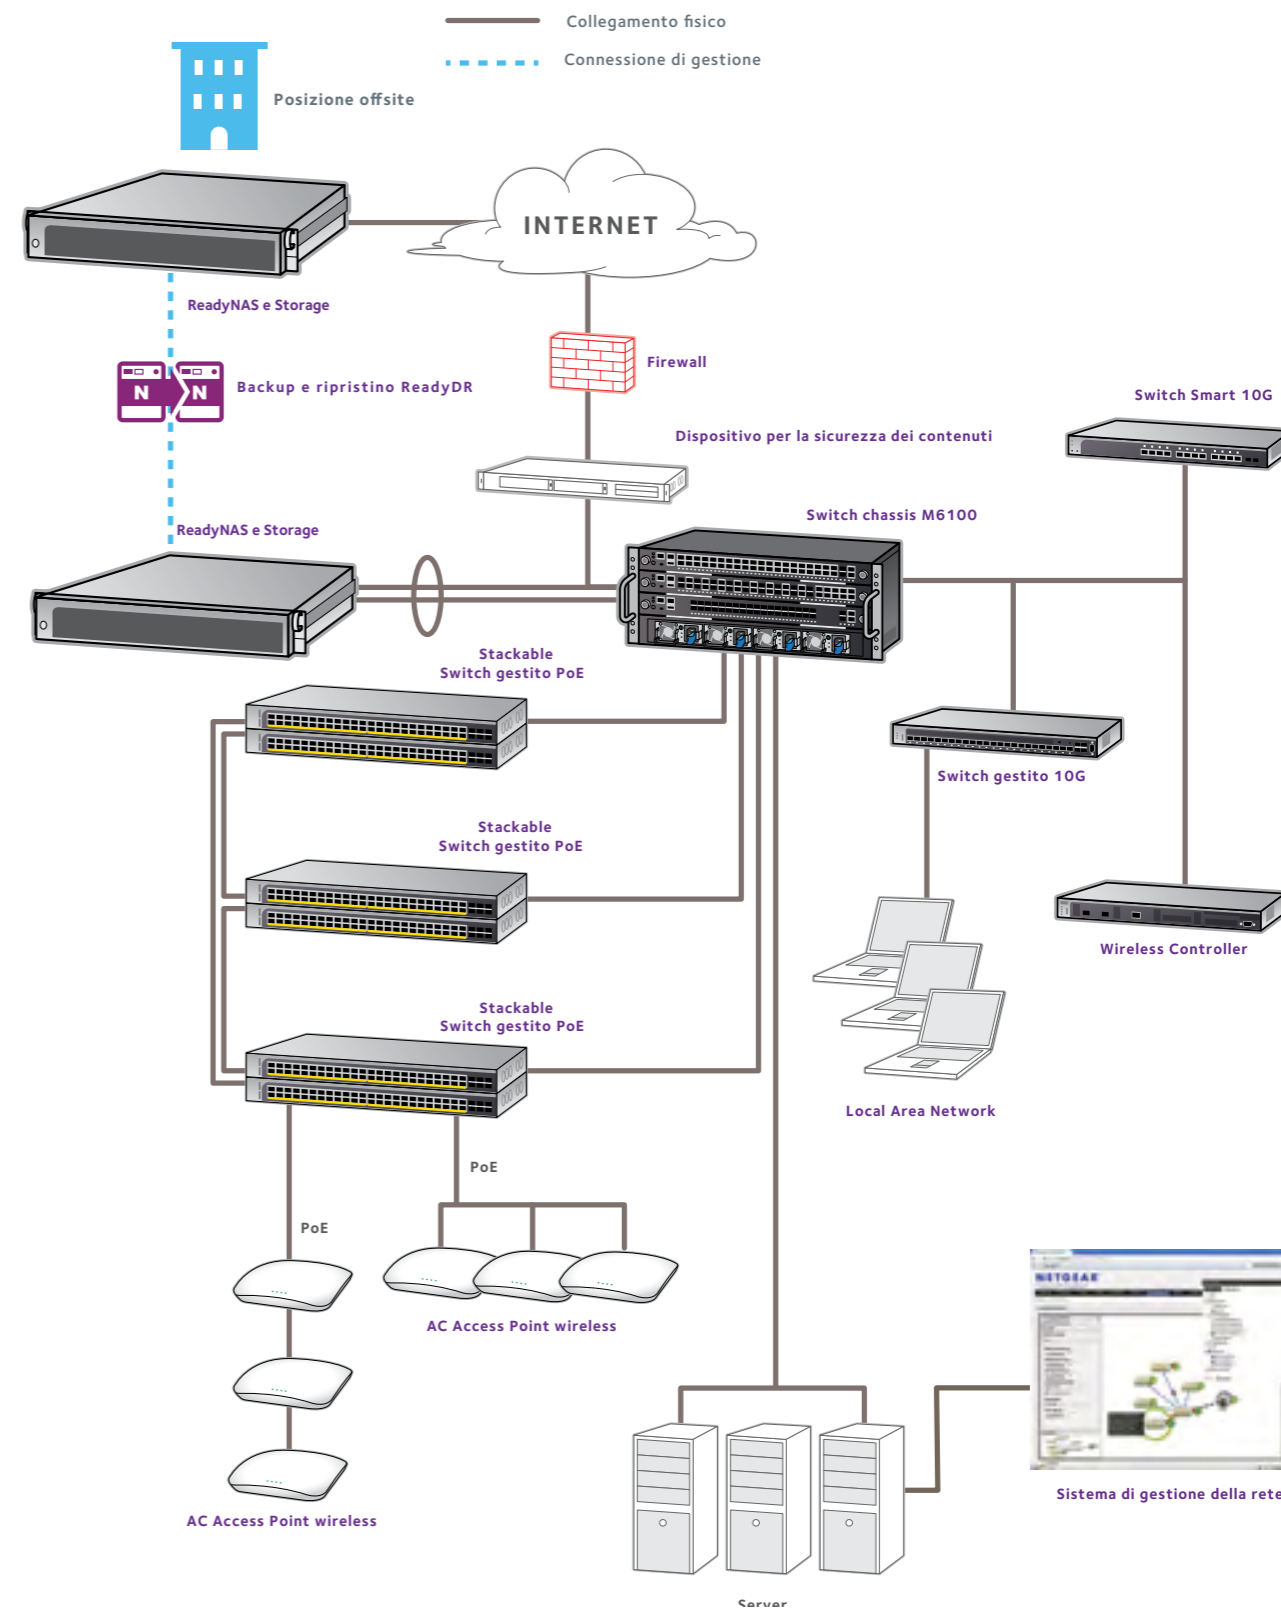 Collegamento fisico
Connessione di gestione
Posizione offsite
INTERNET
ReadyNAS e Storage
Firewall
N N
Backup e ripristino ReadyDR
Switch Smart 10G
Dispositivo per la sicurezza dei contenuti
Switch chassis M6100
ReadyNAS e Storage
Stackable
Switch gestito PoE
Switch gestito 10G
Stackable
Switch gestito PoE
Wireless Controller
Stackable
Switch gestito PoE
Local Area Network
PoE
PoE
NETGEAR
AC Access Point wireless
Sistema di gestione della rete
AC Access Point wireless
Server